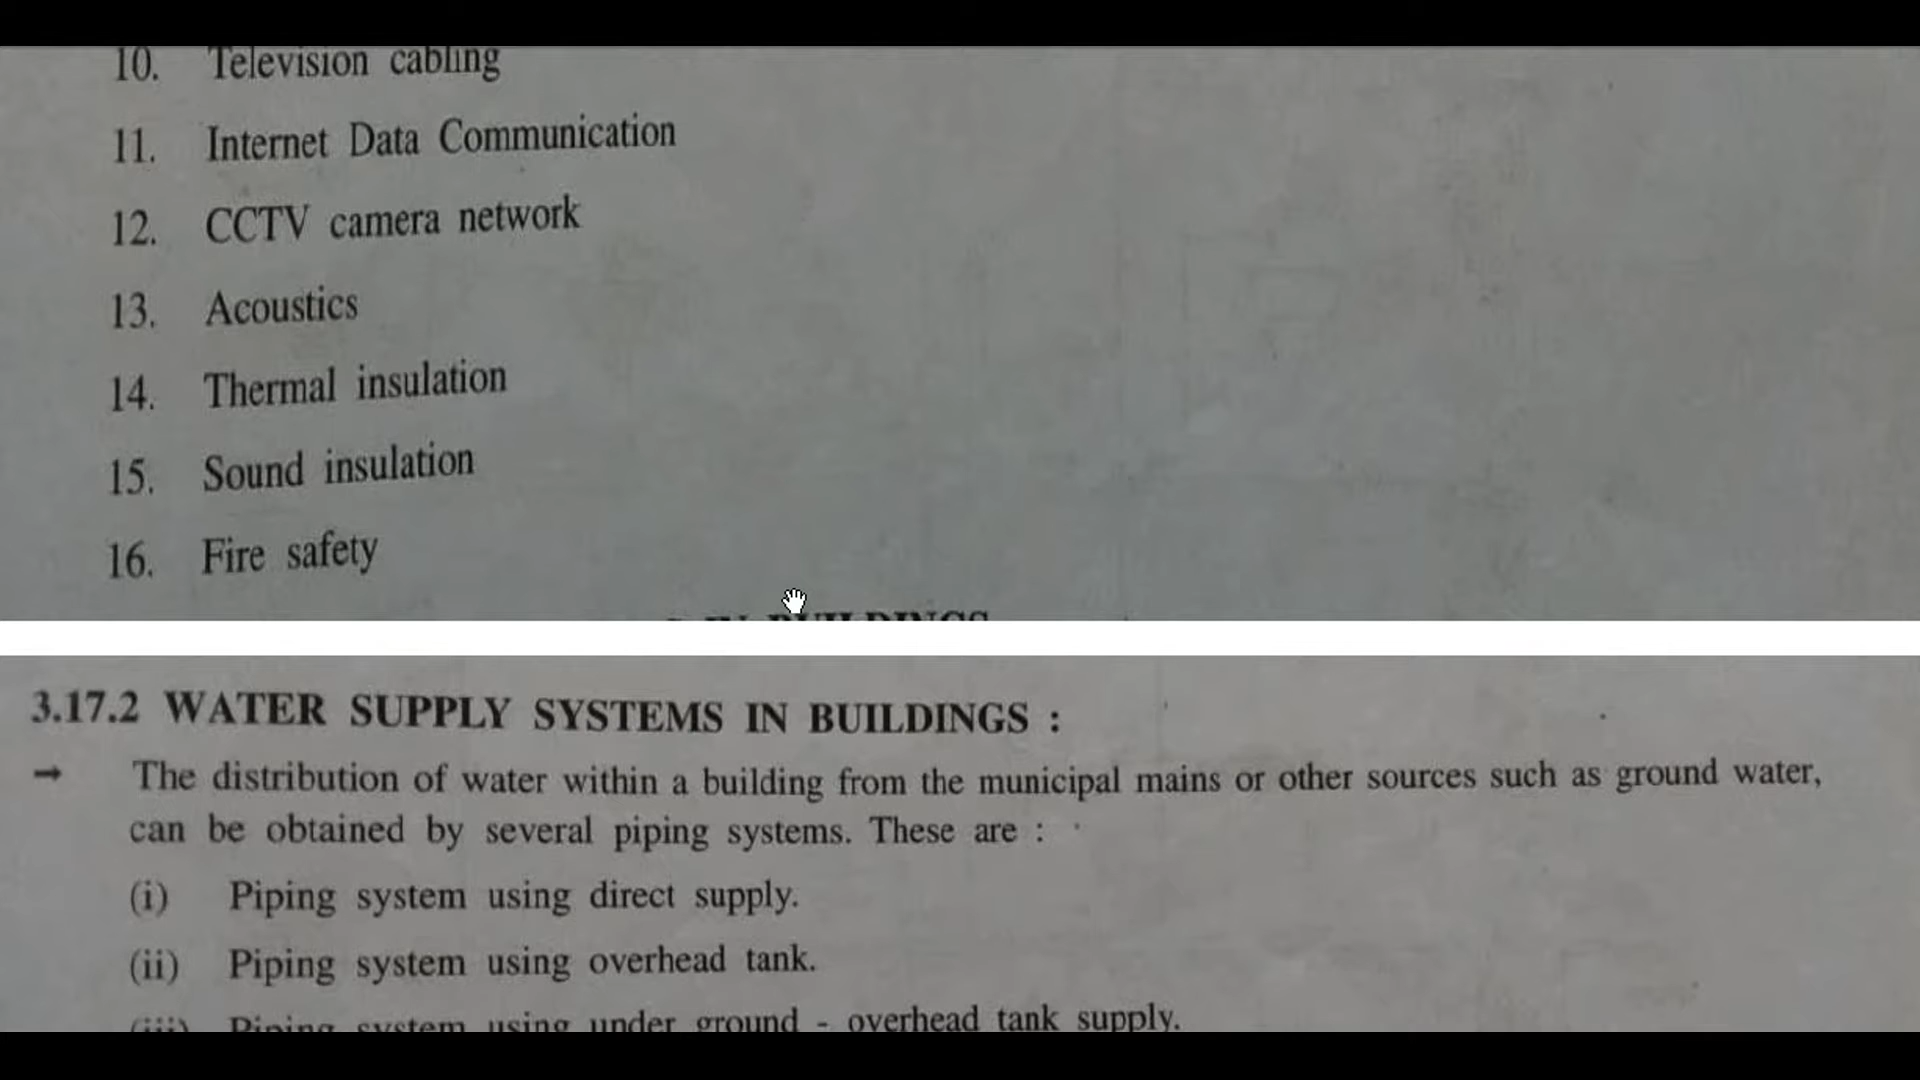 10. Television cabling
11. Internet Data Communication
12. CCTV camera network
13. Acoustics
14. Thermal insulation
15. Sound insulation
16. Fire safety
IN BUILDINGS
3.17.2 WATER SUPPLY SYSTEMS IN BUILDINGS :
→ The distribution of water within a building from the municipal mains or other sources such as ground water,
can be obtained by several piping systems. These are :
(i) Piping system using direct supply.
(ii) Piping system using overhead tank.
(iii) Piping system using under ground - overhead tank supply.